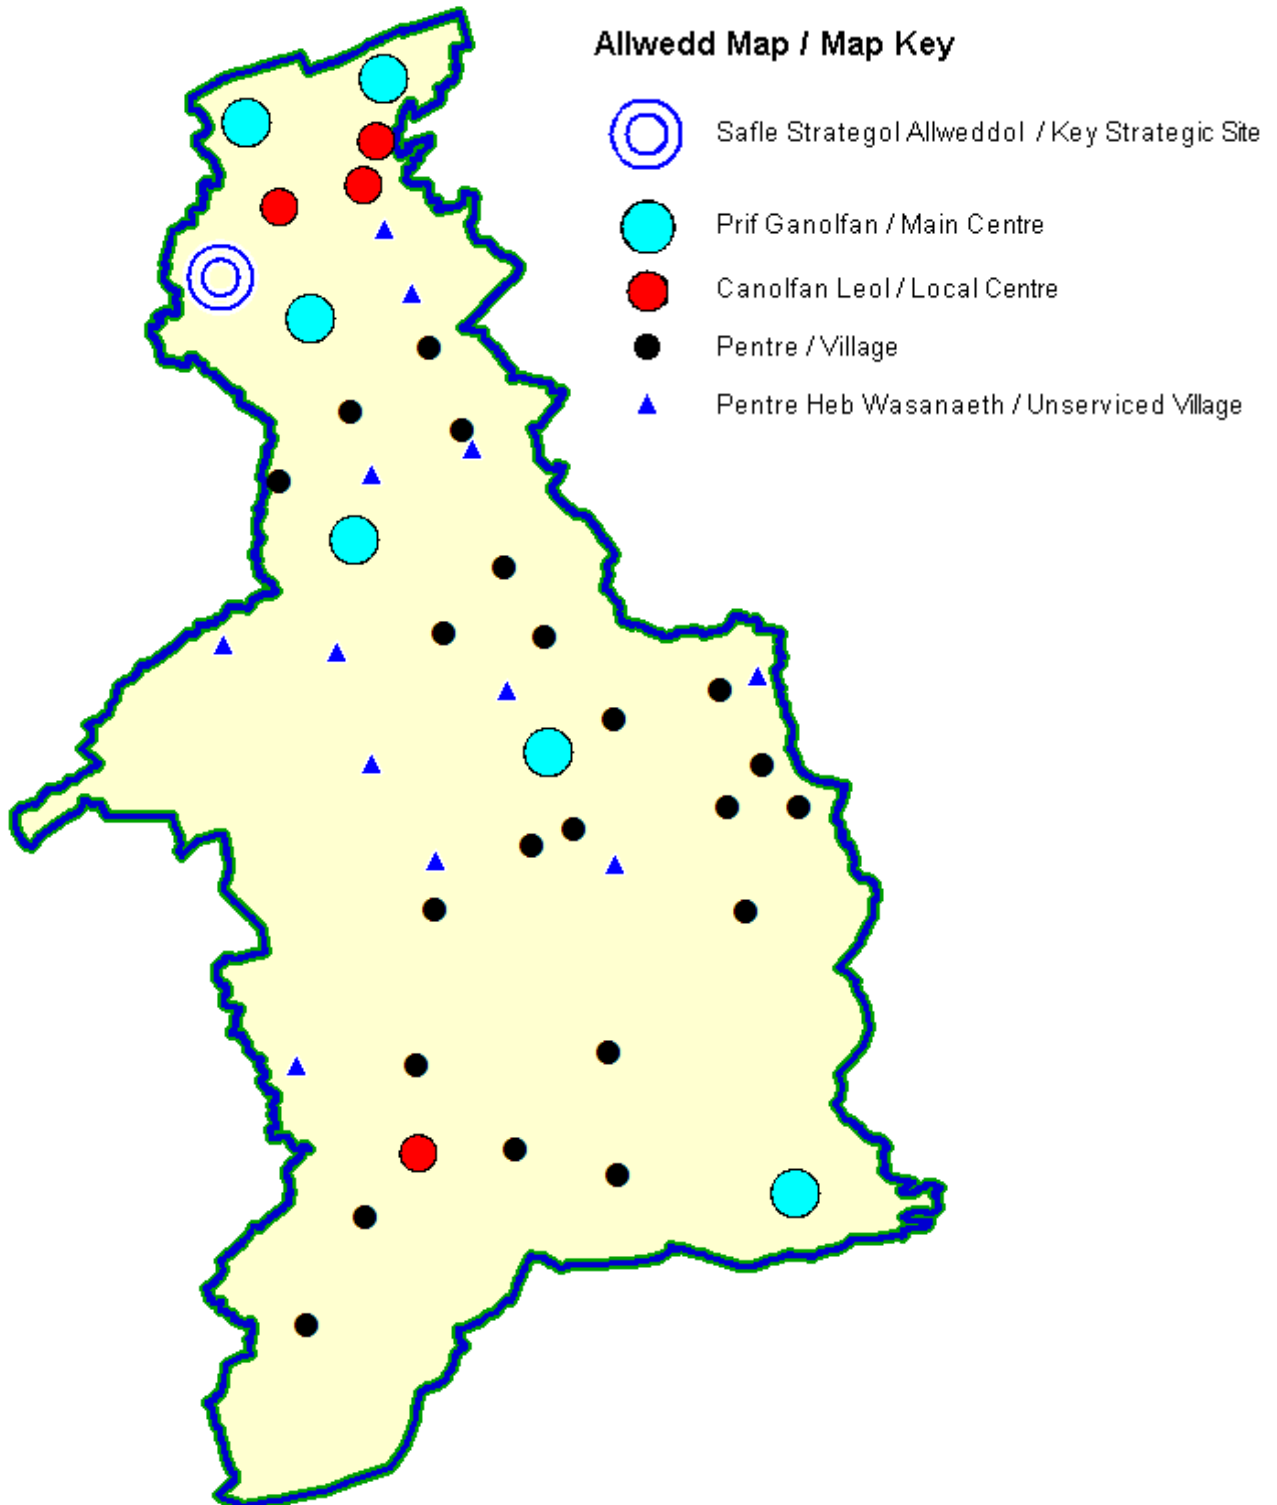 Allwedd Map / Map Key
Safle Strategol Allweddol / Key Strategic Site
Prif Ganolfan / Main Centre
Canolfan Leol / Local Centre
Pentre / Village
Pentre Heb Wasanaeth / Unserviced Village